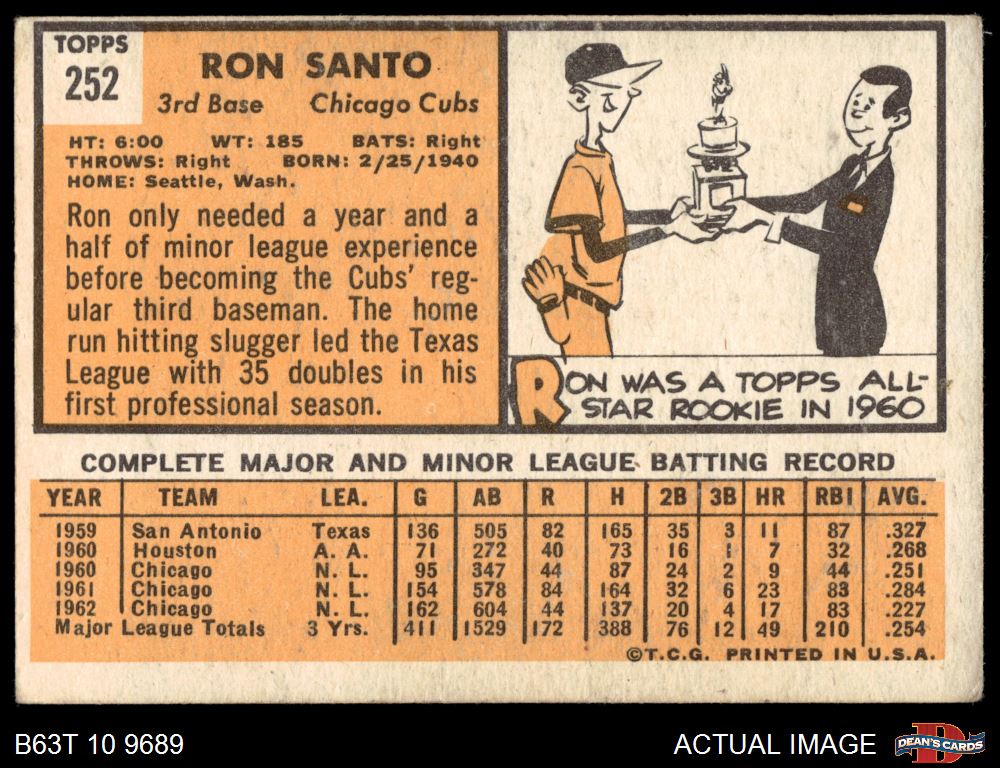 TOPPS
252
RON SANTO
3rd Base Chicago Cubs
HT: 6:00 WT: 185 BATS: Right
THROWS: Right BORN: 2/25/1940
HOME: Seattle, Wash.
Ron only needed a year and a
half of minor league experience
before becoming the Cubs' reg-
ular third baseman. The home
run hitting slugger led the Texas
League with 35 doubles in his
first professional season.
RON WAS A TOPPS ALL-
STAR ROOKIE IN 1960
COMPLETE MAJOR AND MINOR LEAGUE BATTING RECORD
YEAR TEAM LEA. G AB R H 2B 3B HR RBI AVG.
1959 San Antonio Texas 136 505 82 165 35 3 11 87 .327
1960 Houston A. A. 71 272 40 73 16 1 7 32 .268
1960 Chicago N. L. 95 347 44 87 24 2 9 44 .251
1961 Chicago N. L. 154 578 84 164 32 6 23 83 .284
1962 Chicago N. L. 162 604 44 137 20 4 17 83 .227
Major League Totals 3 Yrs. 411 1529 172 388 76 12 49 210 .254
©T.C.G. PRINTED IN U.S.A.
B63T 10 9689
ACTUAL IMAGE
D
DEAN'S CARDS